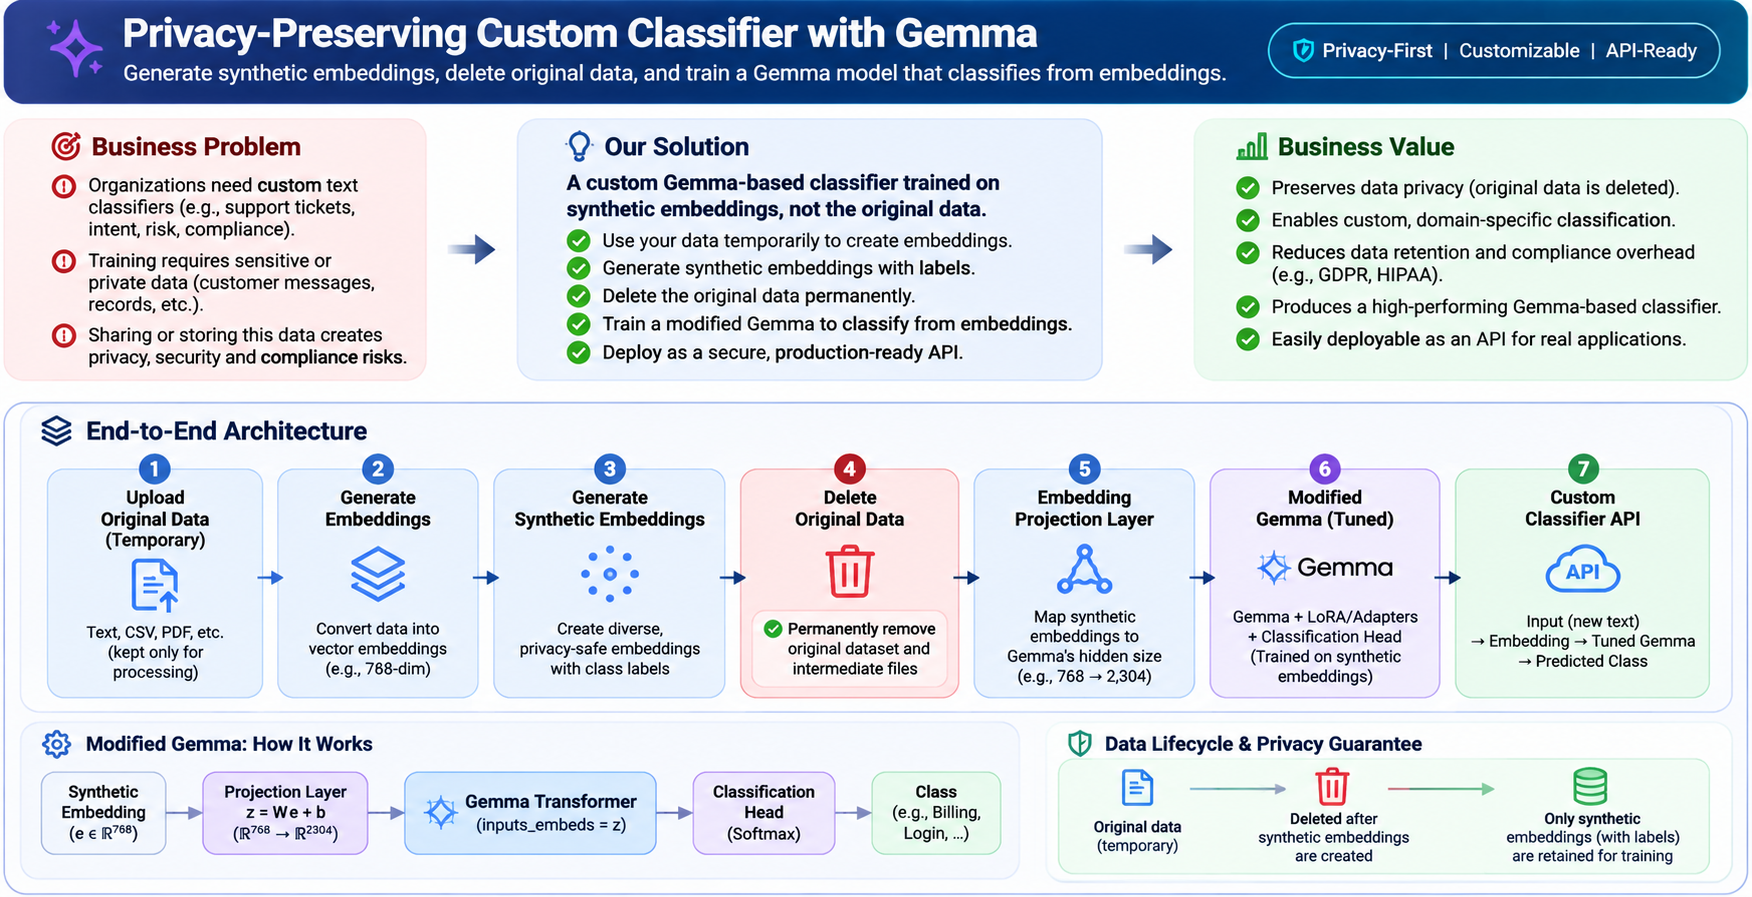 Privacy-Preserving Custom Classifier with Gemma
Generate synthetic embeddings, delete original data, and train a Gemma model that classifies from embeddings.
Privacy-First | Customizable | API-Ready
Business Problem
Organizations need custom text
classifiers (e.g., support tickets,
intent, risk, compliance).
Training requires sensitive or
private data (customer messages,
records, etc.).
Sharing or storing this data creates
privacy, security and compliance risks.
Our Solution
A custom Gemma-based classifier trained on
synthetic embeddings, not the original data.
Use your data temporarily to create embeddings.
Generate synthetic embeddings with labels.
Delete the original data permanently.
Train a modified Gemma to classify from embeddings.
Deploy as a secure, production-ready API.
Business Value
Preserves data privacy (original data is deleted).
Enables custom, domain-specific classification.
Reduces data retention and compliance overhead
(e.g., GDPR, HIPAA).
Produces a high-performing Gemma-based classifier.
Easily deployable as an API for real applications.
End-to-End Architecture
1
Upload
Original Data
(Temporary)
Text, CSV, PDF, etc.
(kept only for
processing)
2
Generate
Embeddings
Convert data into
vector embeddings
(e.g., 768-dim)
3
Generate
Synthetic Embeddings
Create diverse,
privacy-safe embeddings
with class labels
4
Delete
Original Data
Permanently remove
original dataset and
intermediate files
5
Embedding
Projection Layer
Map synthetic
embeddings to
Gemma's hidden size
(e.g., 768 → 2,304)
6
Modified
Gemma (Tuned)
Gemma
Gemma + LoRA/Adapters
+ Classification Head
(Trained on synthetic
embeddings)
7
Custom
Classifier API
API
Input (new text)
→ Embedding → Tuned Gemma
→ Predicted Class
Modified Gemma: How It Works
Synthetic
Embedding
(e ∈ ℝ⁷⁶⁸)
Projection Layer
z = We + b
(ℝ⁷⁶⁸ → ℝ²³⁰⁴)
Gemma Transformer
(inputs_embeds = z)
Classification
Head
(Softmax)
Class
(e.g., Billing,
Login, ...)
Data Lifecycle & Privacy Guarantee
Original data
(temporary)
Deleted after
synthetic embeddings
are created
Only synthetic
embeddings (with labels)
are retained for training